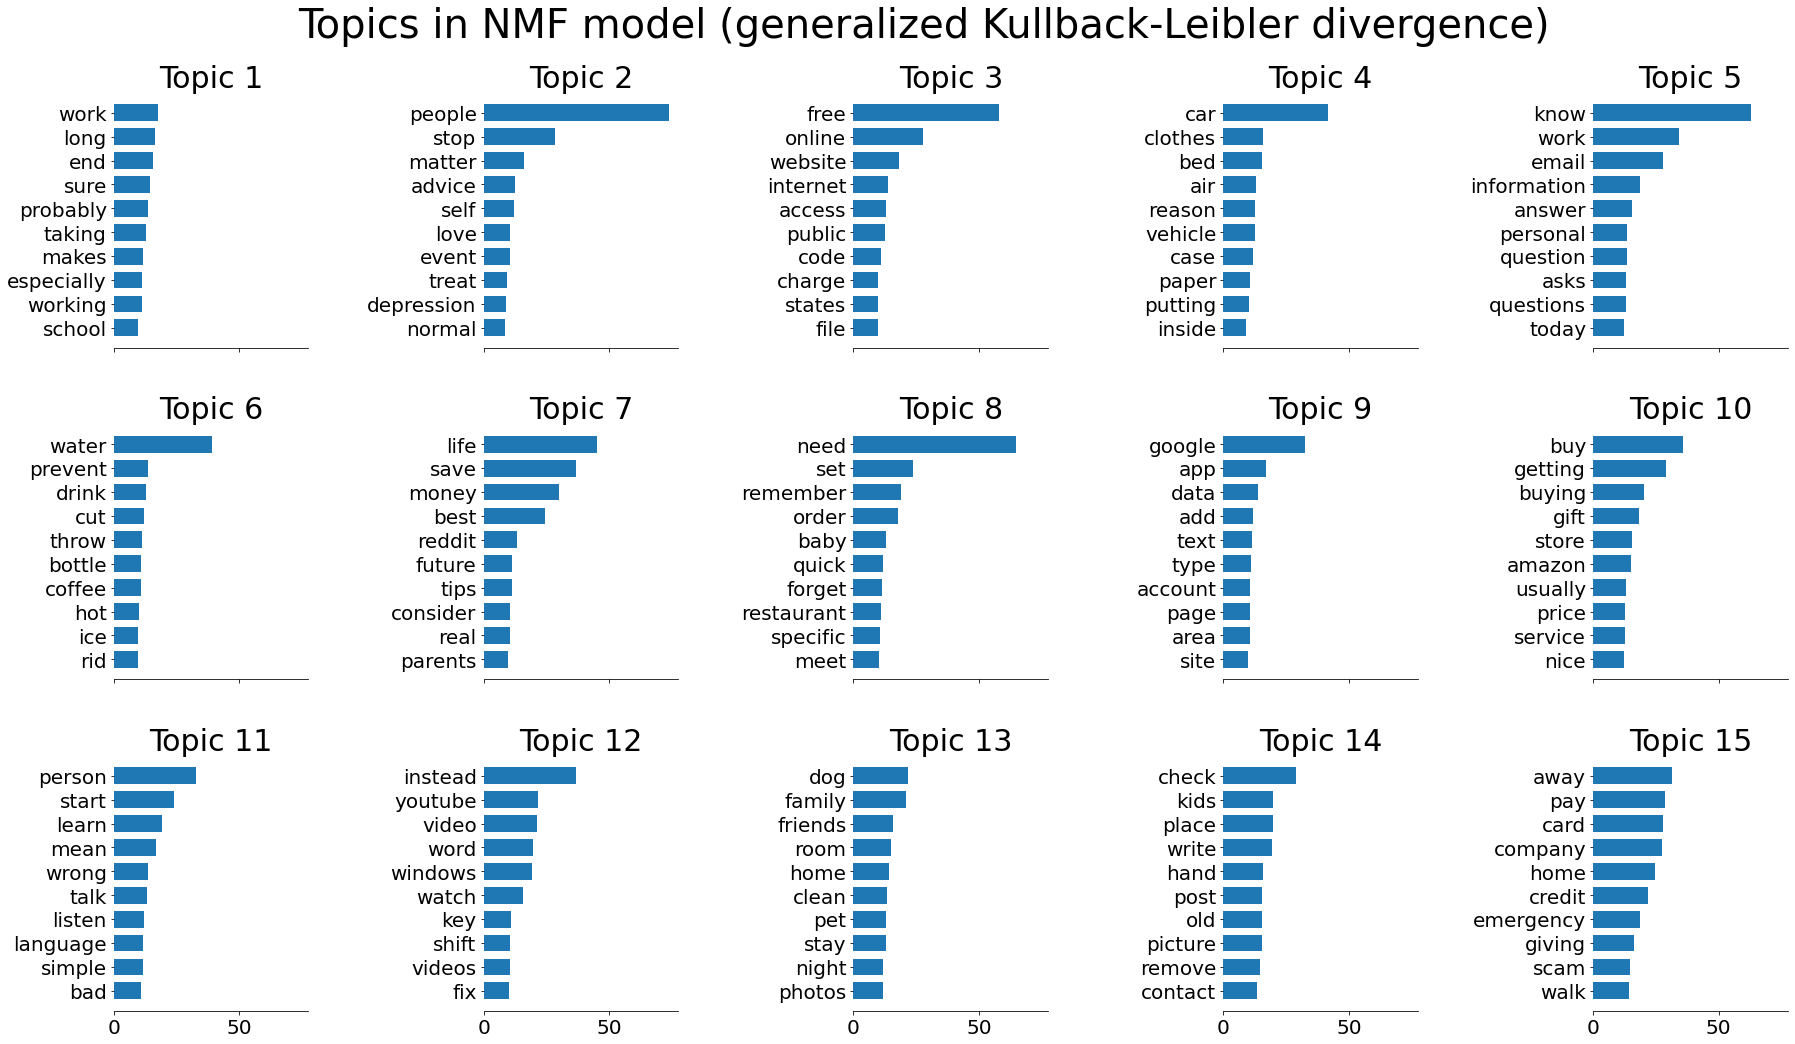 Topics in NMF model (generalized Kullback-Leibler divergence)
Topic 1
work
long
end
sure
probably
taking
makes
especially
working
school
Topic 2
people
stop
matter
advice
self
love
event
treat
depression
normal
Topic 3
free
online
website
internet
access
public
code
charge
states
file
Topic 4
car
clothes
bed
air
reason
vehicle
case
paper
putting
inside
Topic 5
know
work
email
information
answer
personal
question
asks
questions
today
Topic 6
water
prevent
drink
cut
throw
bottle
coffee
hot
ice
rid
Topic 7
life
save
money
best
reddit
future
tips
consider
real
parents
Topic 8
need
set
remember
order
baby
quick
forget
restaurant
specific
meet
Topic 9
google
app
data
add
text
type
account
page
area
site
Topic 10
buy
getting
buying
gift
store
amazon
usually
price
service
nice
Topic 11
person
start
learn
mean
wrong
talk
listen
language
simple
bad
0 50
Topic 12
instead
youtube
video
word
windows
watch
key
shift
videos
fix
0 50
Topic 13
dog
family
friends
room
home
clean
pet
stay
night
photos
0 50
Topic 14
check
kids
place
write
hand
post
old
picture
remove
contact
0 50
Topic 15
away
pay
card
company
home
credit
emergency
giving
scam
walk
0 50